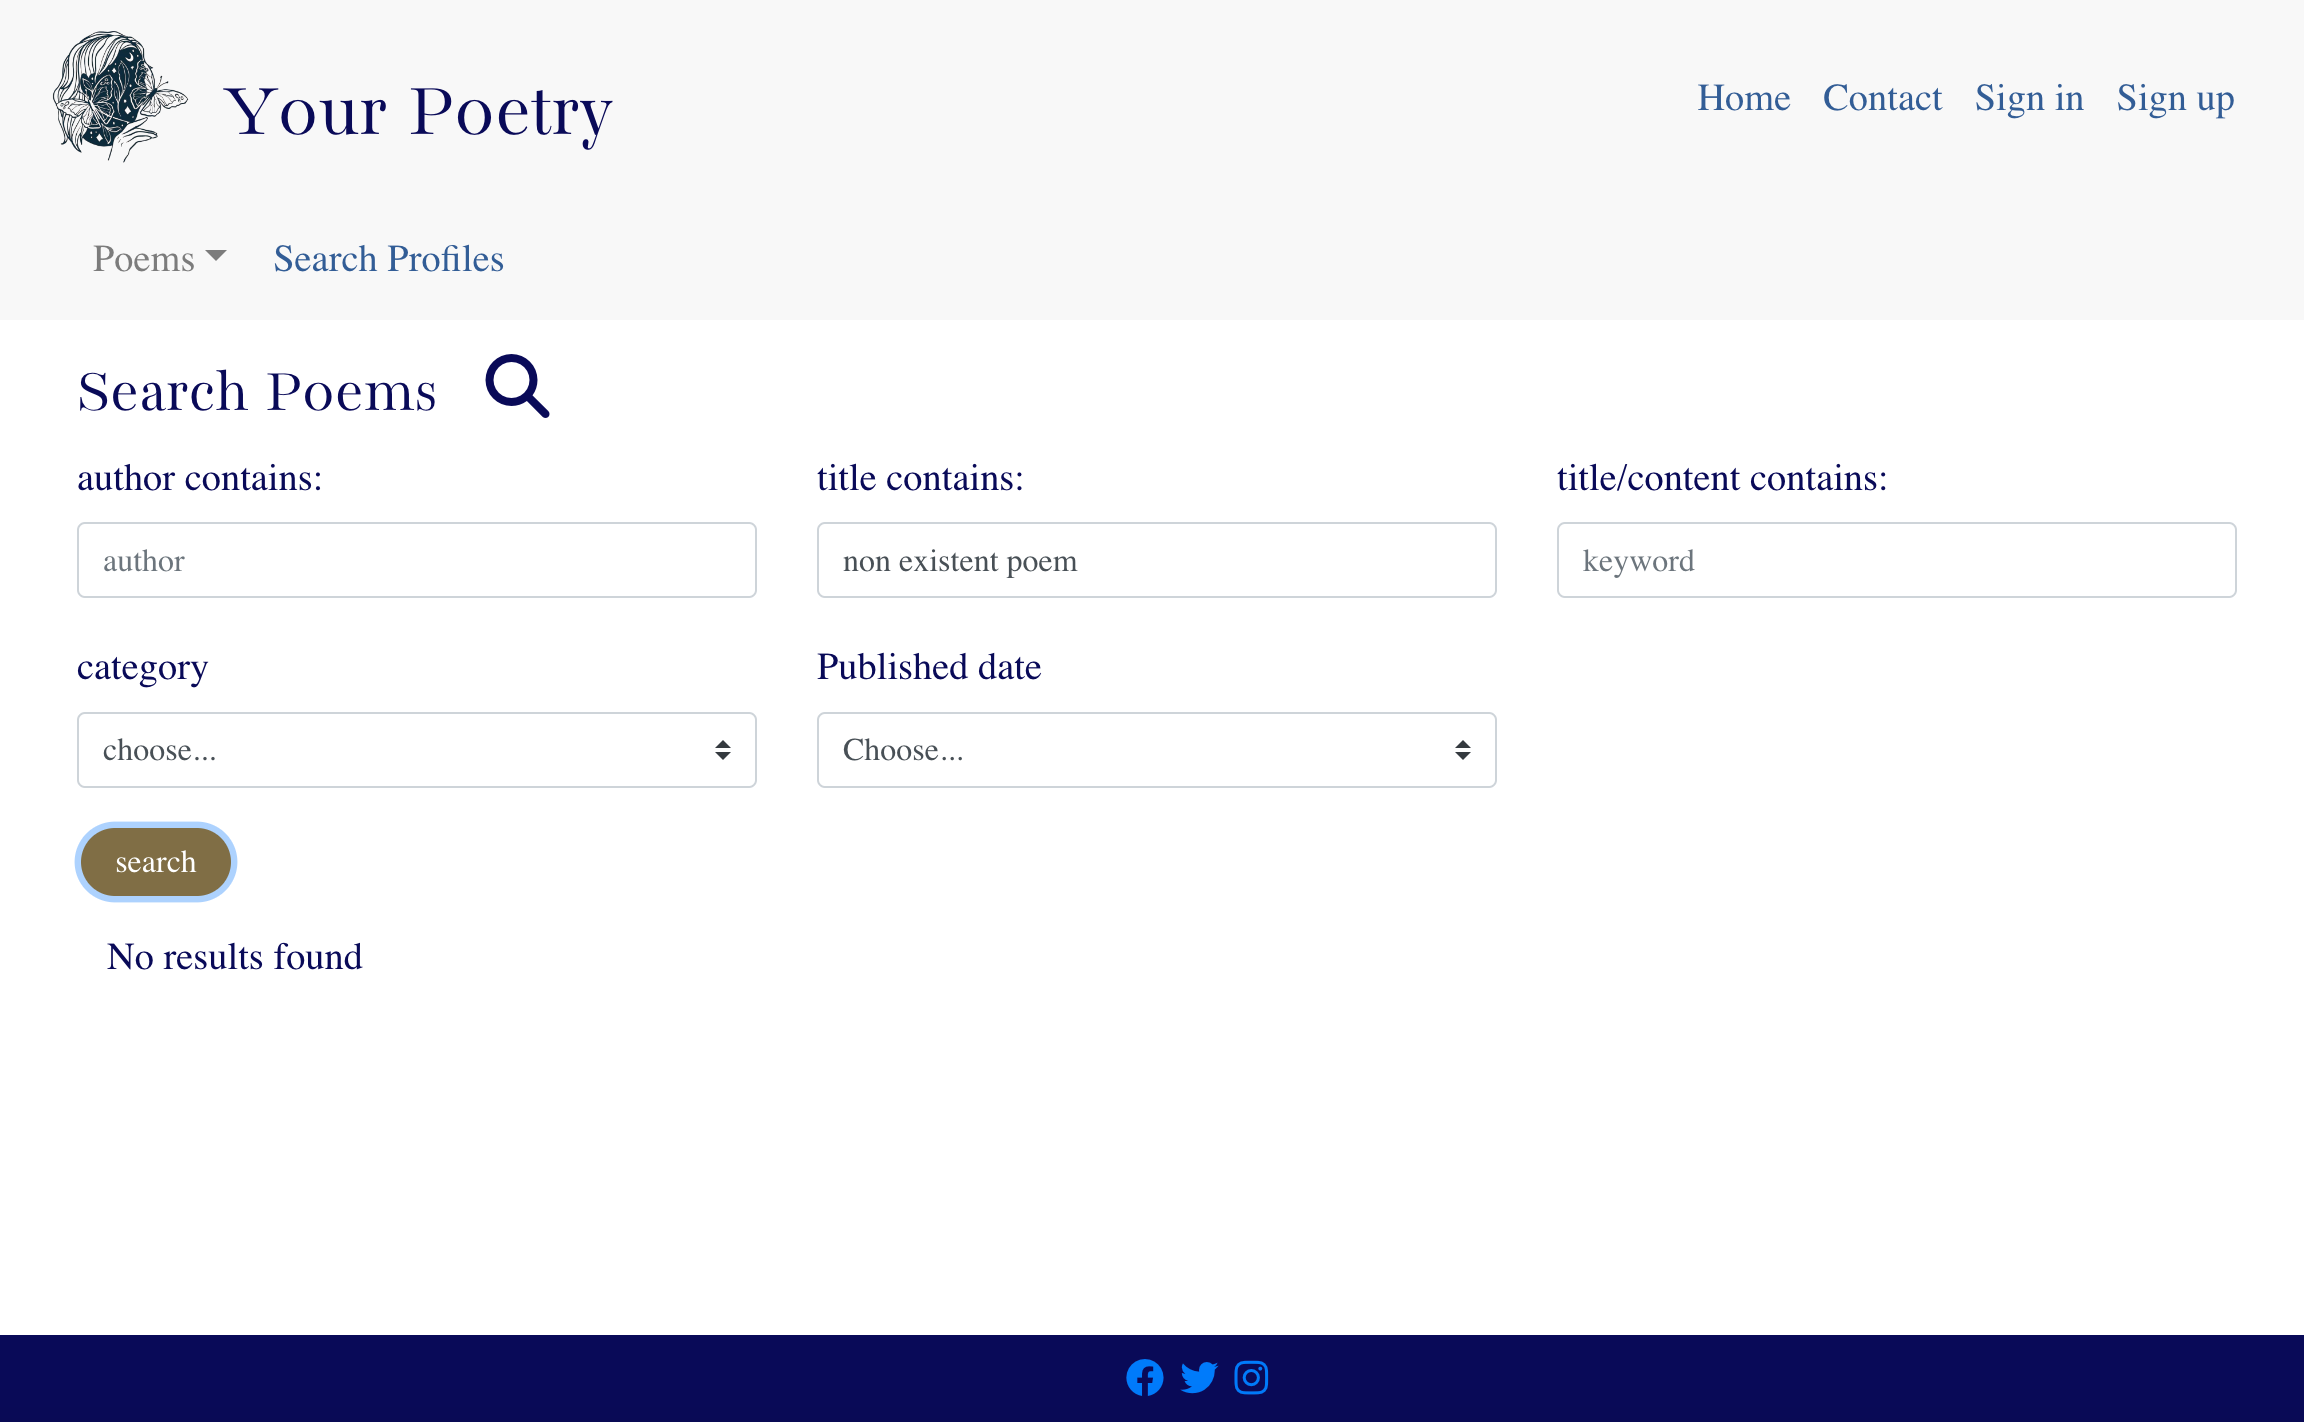 Your Poetry
Home Contact Sign in Sign up
Poems Search Profiles
Search Poems
author contains: title contains: title/content contains:
author non existent poem keyword
category Published date
choose... Choose...
search
No results found